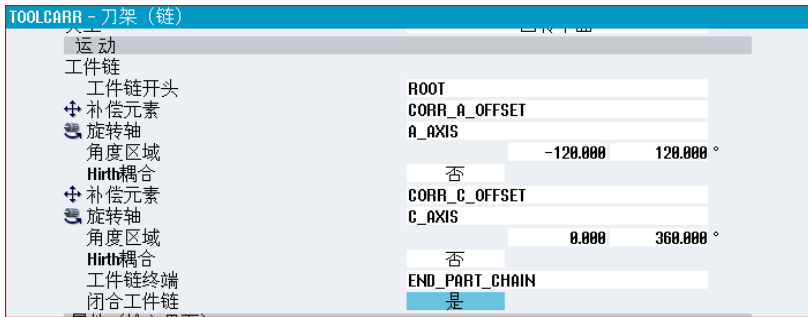 TOOLCARR - 刀架（链）
运动
工件链
工件链开头 ROOT
补偿元素 CORR_A_OFFSET
旋转轴 A_AXIS
角度区域 -120.000 120.000 °
Hirth耦合 否
补偿元素 CORR_C_OFFSET
旋转轴 C_AXIS
角度区域 0.000 360.000 °
Hirth耦合 否
工件链终端 END_PART_CHAIN
闭合工件链 是